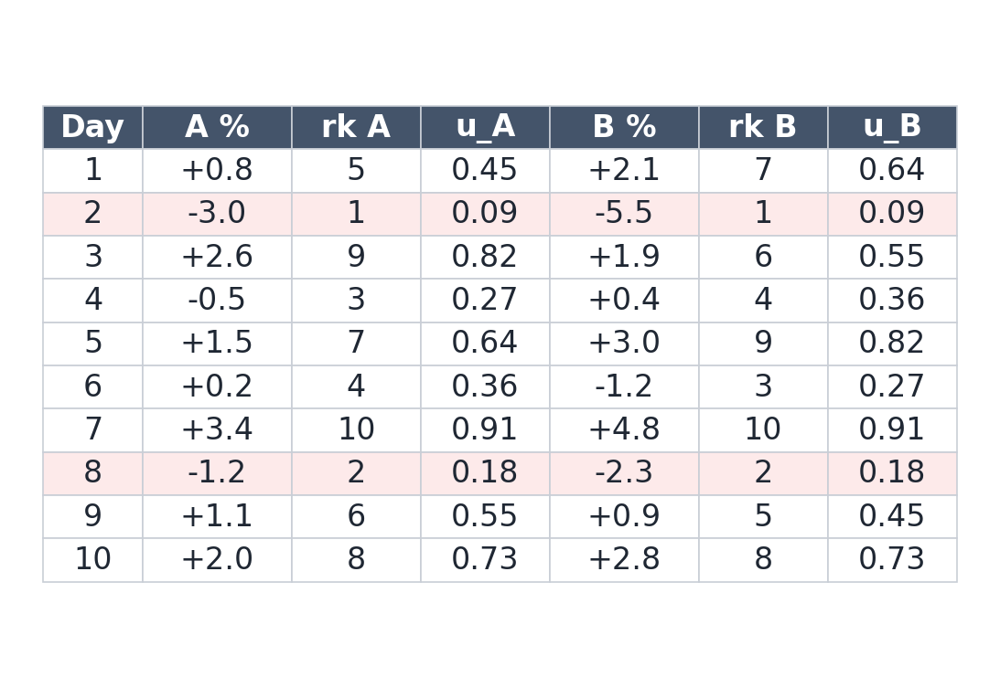 Day A % rk A u_A B % rk B u_B
1 +0.8 5 0.45 +2.1 7 0.64
2 -3.0 1 0.09 -5.5 1 0.09
3 +2.6 9 0.82 +1.9 6 0.55
4 -0.5 3 0.27 +0.4 4 0.36
5 +1.5 7 0.64 +3.0 9 0.82
6 +0.2 4 0.36 -1.2 3 0.27
7 +3.4 10 0.91 +4.8 10 0.91
8 -1.2 2 0.18 -2.3 2 0.18
9 +1.1 6 0.55 +0.9 5 0.45
10 +2.0 8 0.73 +2.8 8 0.73